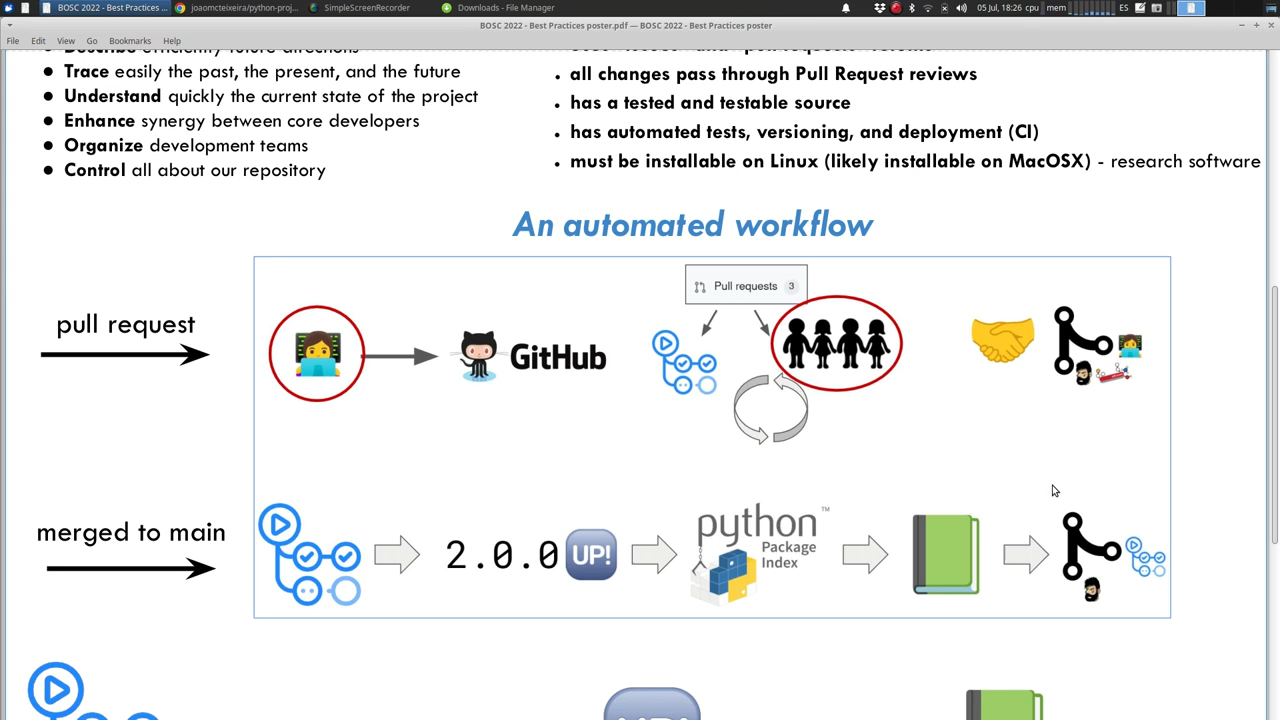 BOSC 2022 - Best Practices ...
joaomcteixeira/python-proj...
SimpleScreenRecorder
Downloads - File Manager
05 Jul, 18:26
cpu
mem
ES
BOSC 2022 - Best Practices poster.pdf — BOSC 2022 - Best Practices poster
File
Edit
View
Go
Bookmarks
Help
Describe efficiently future directions
● Trace easily the past, the present, and the future
● Understand quickly the current state of the project
● Enhance synergy between core developers
● Organize development teams
● Control all about our repository
• all changes pass through Pull Request reviews
• has a tested and testable source
• has automated tests, versioning, and deployment (CI)
• must be installable on Linux (likely installable on MacOSX) - research software
An automated workflow
pull request
GitHub
Pull requests 3
merged to main
2.0.0
UP!
python™
Package
Index